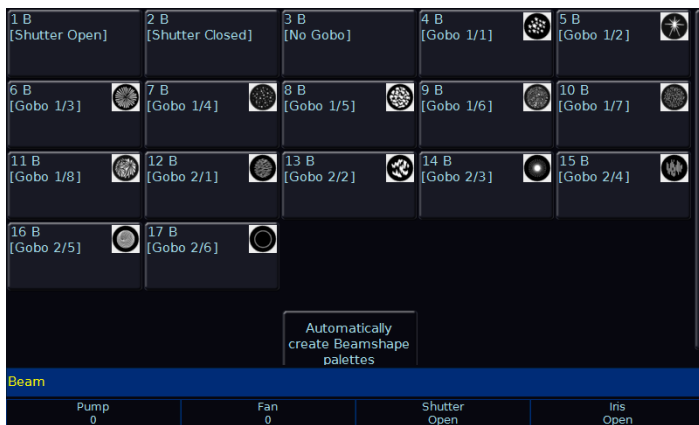 1 B
[Shutter Open]
2 B
[Shutter Closed]
3 B
[No Gobo]
4 B
[Gobo 1/1]
5 B
[Gobo 1/2]
6 B
[Gobo 1/3]
7 B
[Gobo 1/4]
8 B
[Gobo 1/5]
9 B
[Gobo 1/6]
10 B
[Gobo 1/7]
11 B
[Gobo 1/8]
12 B
[Gobo 2/1]
13 B
[Gobo 2/2]
14 B
[Gobo 2/3]
15 B
[Gobo 2/4]
16 B
[Gobo 2/5]
17 B
[Gobo 2/6]
Automatically
create Beamshape
palettes
Beam
Pump
0
Fan
0
Shutter
Open
Iris
Open